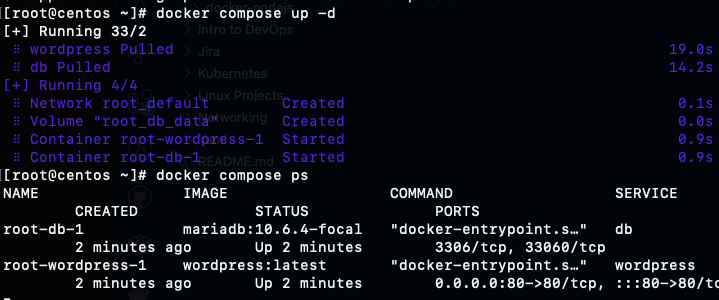 [root@centos ~]# docker compose up -d
[+] Running 33/2
⠿ wordpress Pulled 19.0s
⠿ db Pulled 14.2s
[+] Running 4/4
⠿ Network root_default Created 0.1s
⠿ Volume "root_db_data" Created 0.0s
⠿ Container root-wordpress-1 Started 0.9s
⠿ Container root-db-1 Started 0.9s
[root@centos ~]# docker compose ps
NAME IMAGE COMMAND SERVICE
CREATED STATUS PORTS
root-db-1 mariadb:10.6.4-focal "docker-entrypoint.s…" db
2 minutes ago Up 2 minutes 3306/tcp, 33060/tcp
root-wordpress-1 wordpress:latest "docker-entrypoint.s…" wordpress
2 minutes ago Up 2 minutes 0.0.0.0:80->80/tcp, :::80->80/tc
docker-nodejs
Intro to DevOps
Jira
Kubernetes
Linux Projects
Networking
README.md